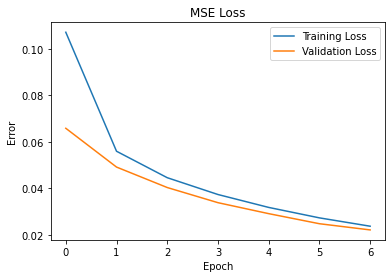 MSE Loss
Training Loss
Validation Loss
Error
0.10
0.08
0.06
0.04
0.02
0 1 2 3 4 5 6
Epoch